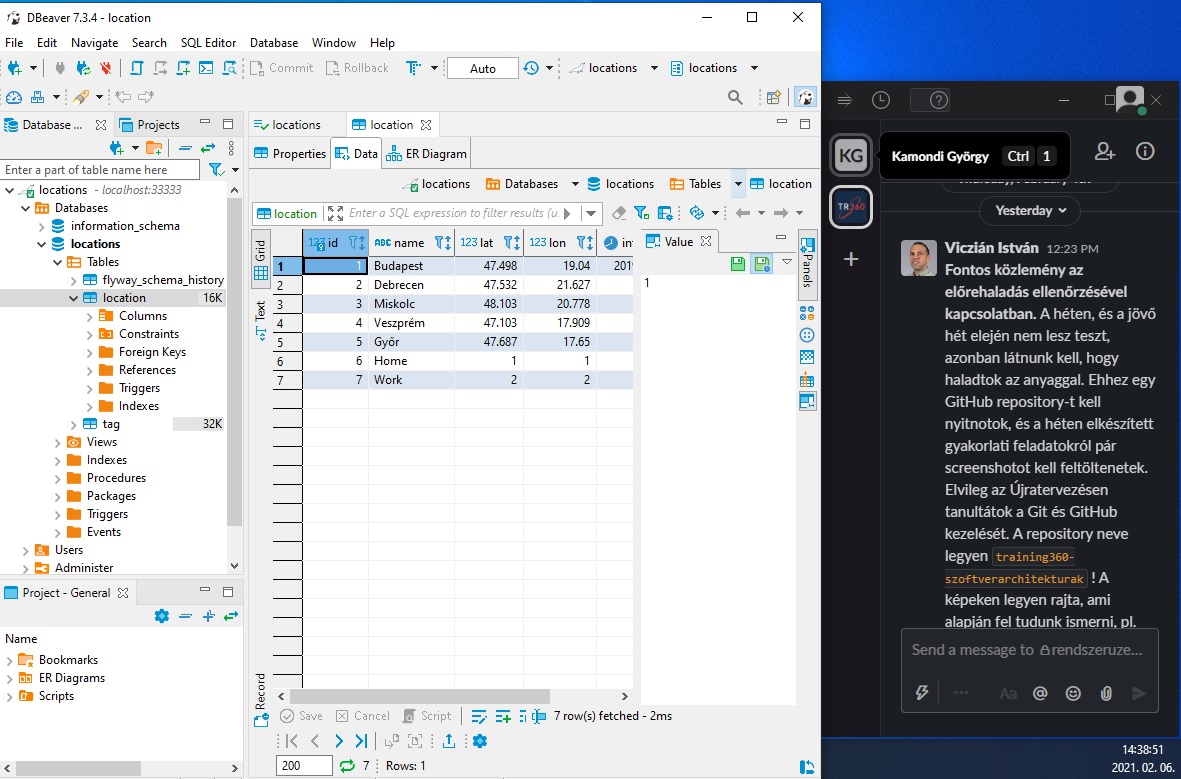 DBeaver 7.3.4 - location
File Edit Navigate Search SQL Editor Database Window Help
Commit Rollback Auto locations locations
Database ... Projects
Enter a part of table name here
locations - localhost:33333
Databases
information_schema
locations
Tables
flyway_schema_history
location 16K
Columns
Constraints
Foreign Keys
References
Triggers
Indexes
tag 32K
Views
Indexes
Procedures
Packages
Triggers
Events
Users
Administer
Project - General
Name
Bookmarks
ER Diagrams
Scripts
locations location
Properties Data ER Diagram
locations Databases locations Tables location
location Enter a SQL expression to filter results (u.
Grid
Text
Record
123 id ABC name 123 lat 123 lon int
1 1 Budapest 47.498 19.04 2019
2 2 Debrecen 47.532 21.627
3 3 Miskolc 48.103 20.778
4 4 Veszprém 47.103 17.909
5 5 Győr 47.687 17.65
6 6 Home 1 1
7 7 Work 2 2
Value
1
Panels
Save Cancel Script 7 row(s) fetched - 2ms
200 7 Rows: 1
KG
Kamondi György Ctrl 1
TR360
Yesterday
Viczián István 12:23 PM
Fontos közlemény az
előrehaladás ellenőrzésével
kapcsolatban. A héten, és a jövő
hét elején nem lesz teszt,
azonban látnunk kell, hogy
haladtok az anyaggal. Ehhez egy
GitHub repository-t kell
nyitnotok, és a héten elkészített
gyakorlati feladatokról pár
screenshotot kell feltöltenetek.
Elvileg az Újratervezésen
tanultátok a Git és GitHub
kezelését. A repository neve
legyen training360-
szoftverarchitekturak ! A
képeken legyen rajta, ami
alapján fel tudunk ismerni, pl.
Send a message to rendszeruze...
Aa @
14:38:51
2021. 02. 06.